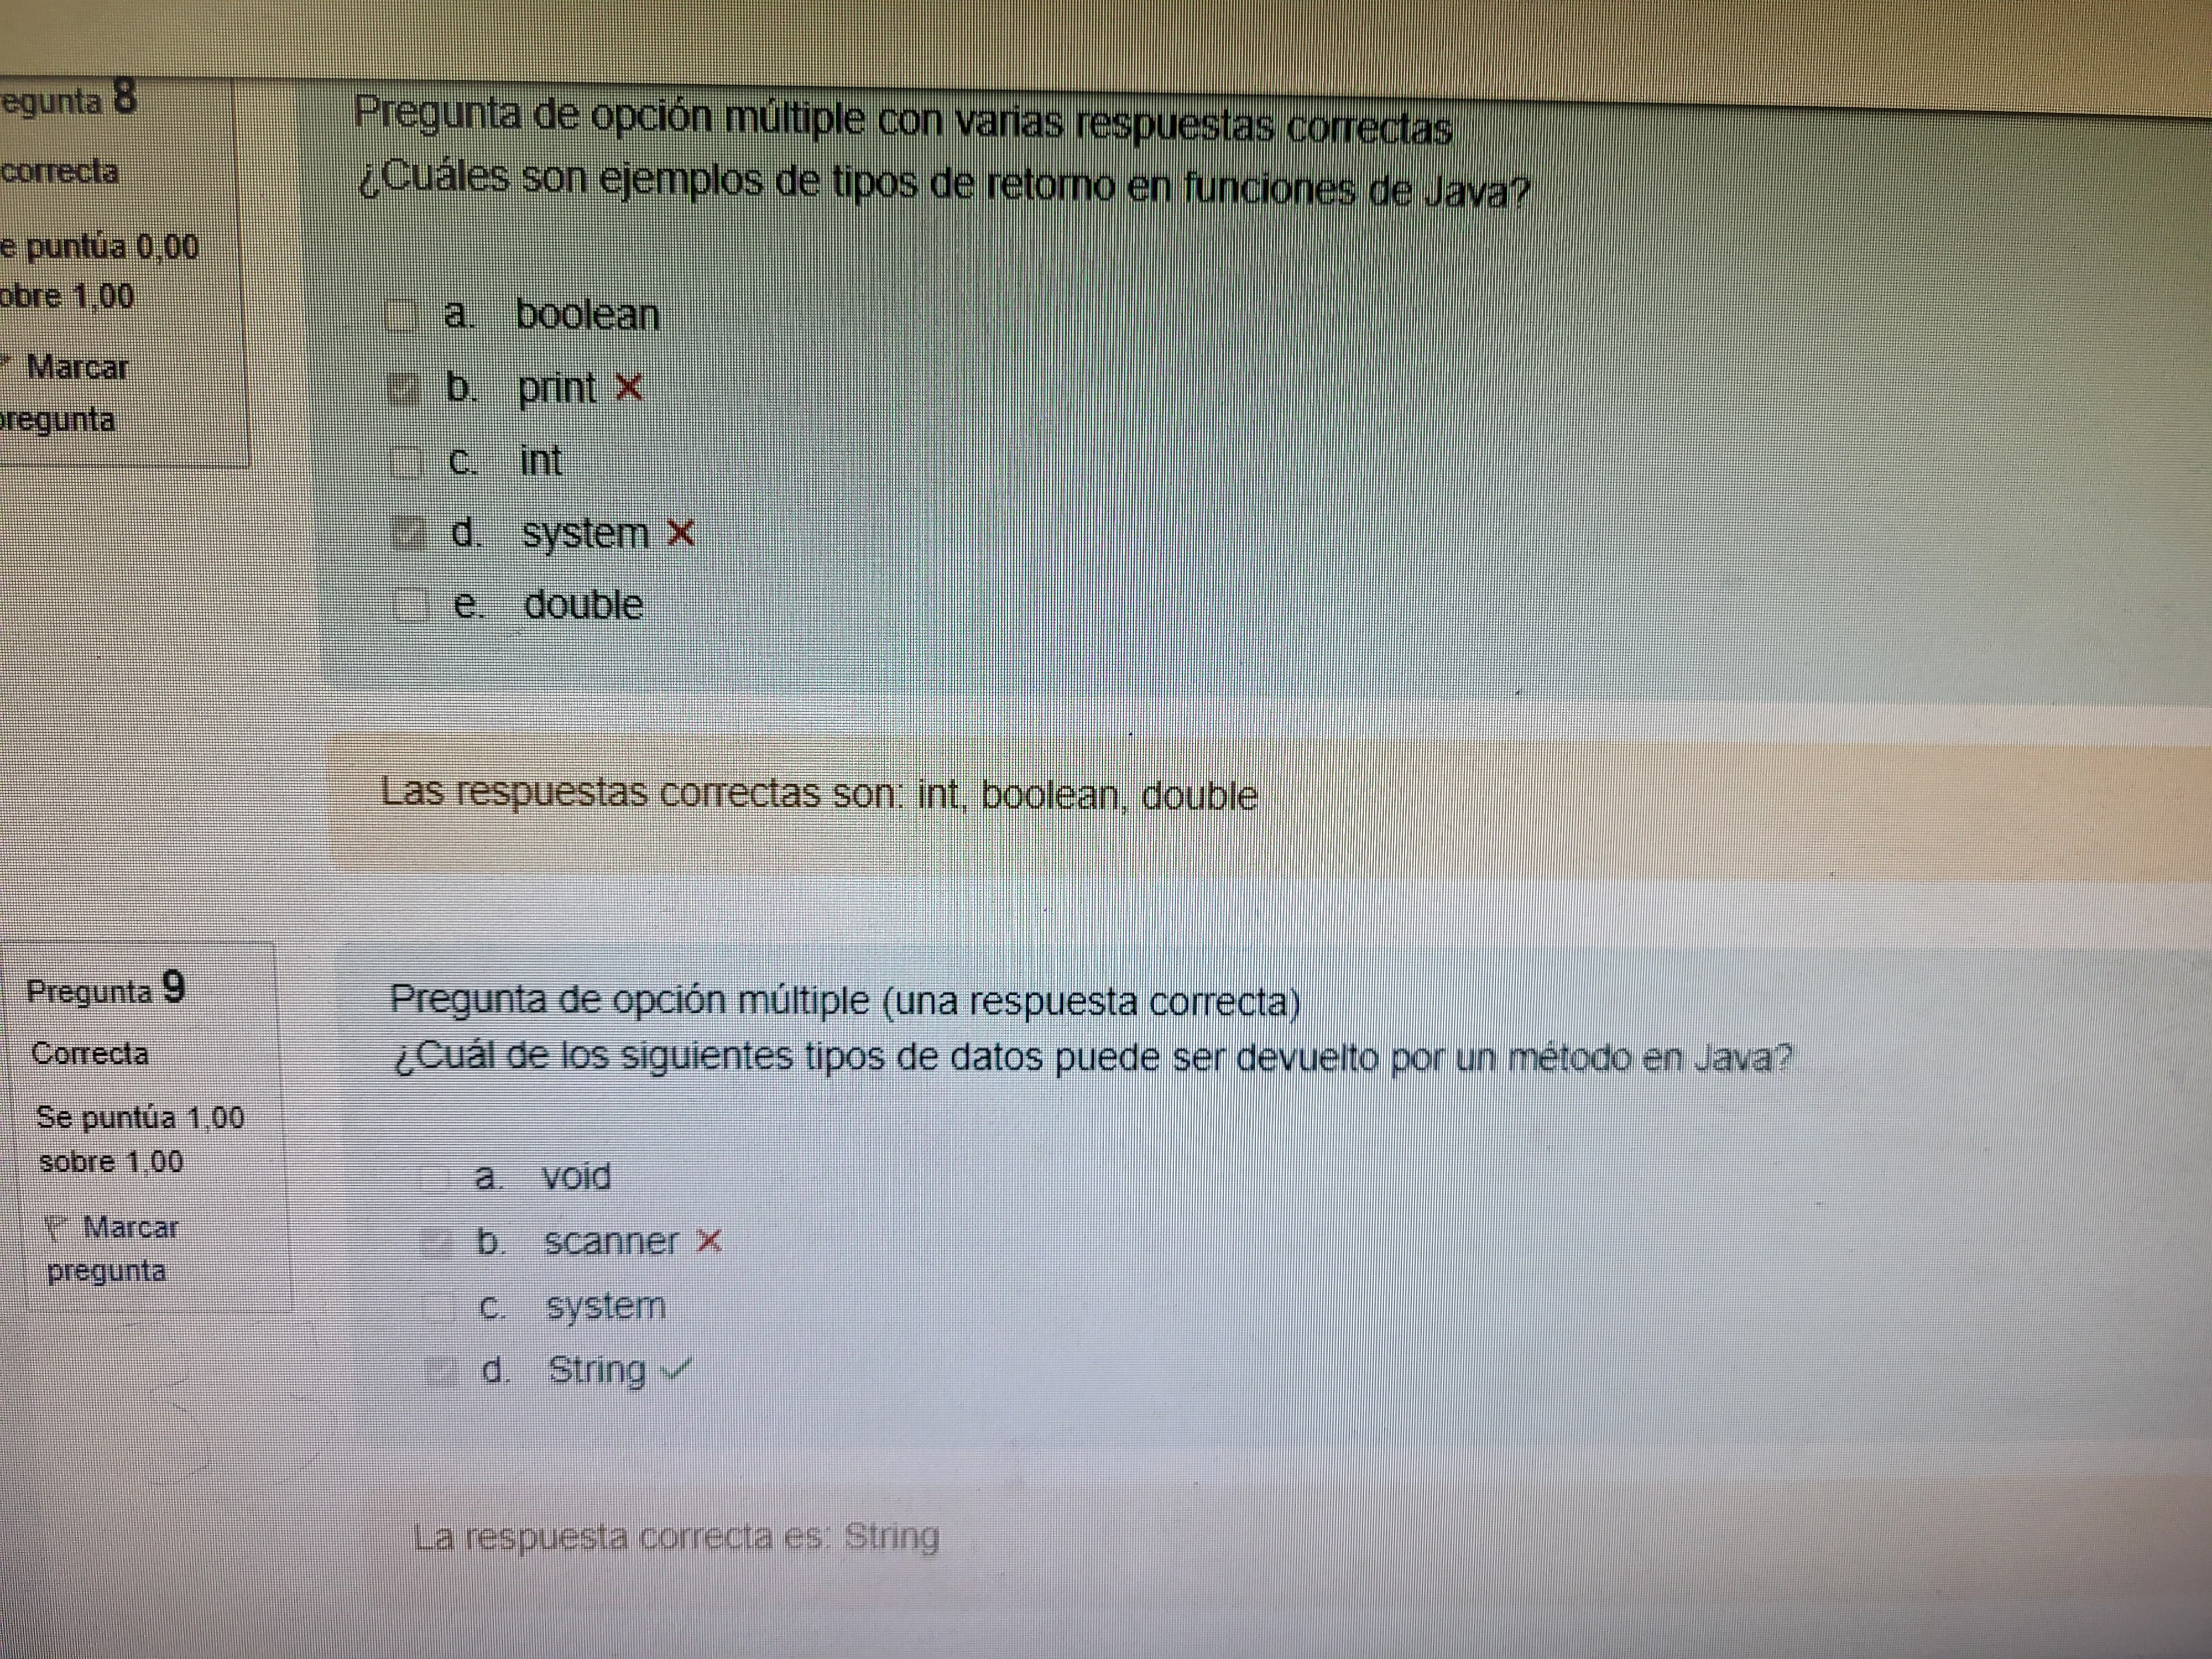 egunta 8
correcta
e puntúa 0,00
obre 1,00
Marcar
pregunta
Pregunta de opción múltiple con varias respuestas correctas
¿Cuáles son ejemplos de tipos de retorno en funciones de Java?
a. boolean
b. print
c. int
d. system
e. double
Las respuestas correctas son: int, boolean, double
Pregunta 9
Correcta
Se puntúa 1,00
sobre 1,00
Marcar
pregunta
Pregunta de opción múltiple (una respuesta correcta)
¿Cuál de los siguientes tipos de datos puede ser devuelto por un método en Java?
a. void
b. scanner
c. system
d. String
La respuesta correcta es: String